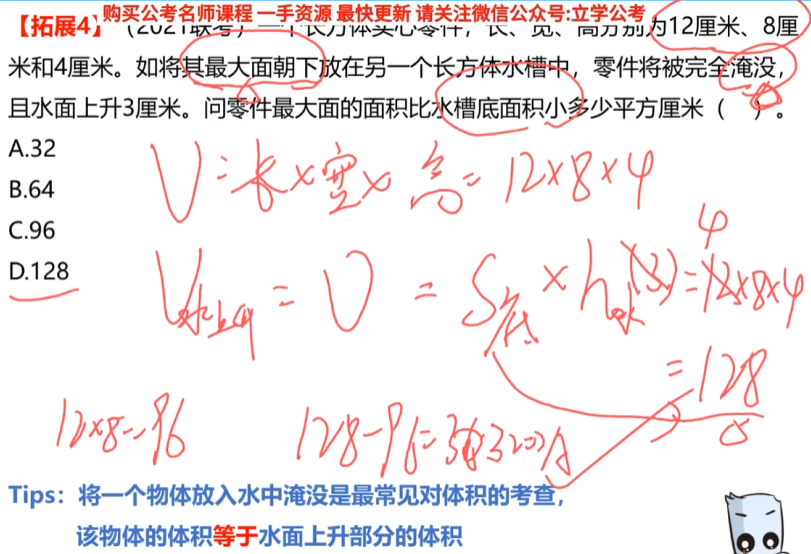 购买公考名师课程 一手资源 最快更新 请关注微信公众号:立学公考
【拓展4】(2021联考)一个长方体实心零件,长、宽、高分别为12厘米、8厘
米和4厘米。如将其最大面朝下放在另一个长方体水槽中,零件将被完全淹没,
且水面上升3厘米。问零件最大面的面积比水槽底面积小多少平方厘米( )。
A.32
B.64
C.96
D.128
V=长×宽×高=12×8×4
4
V水上升=V=S底×h水(3)=12×8×4
=128
12×8=96
128-96=
Tips:将一个物体放入水中淹没是最常见对体积的考查,
该物体的体积等于水面上升部分的体积